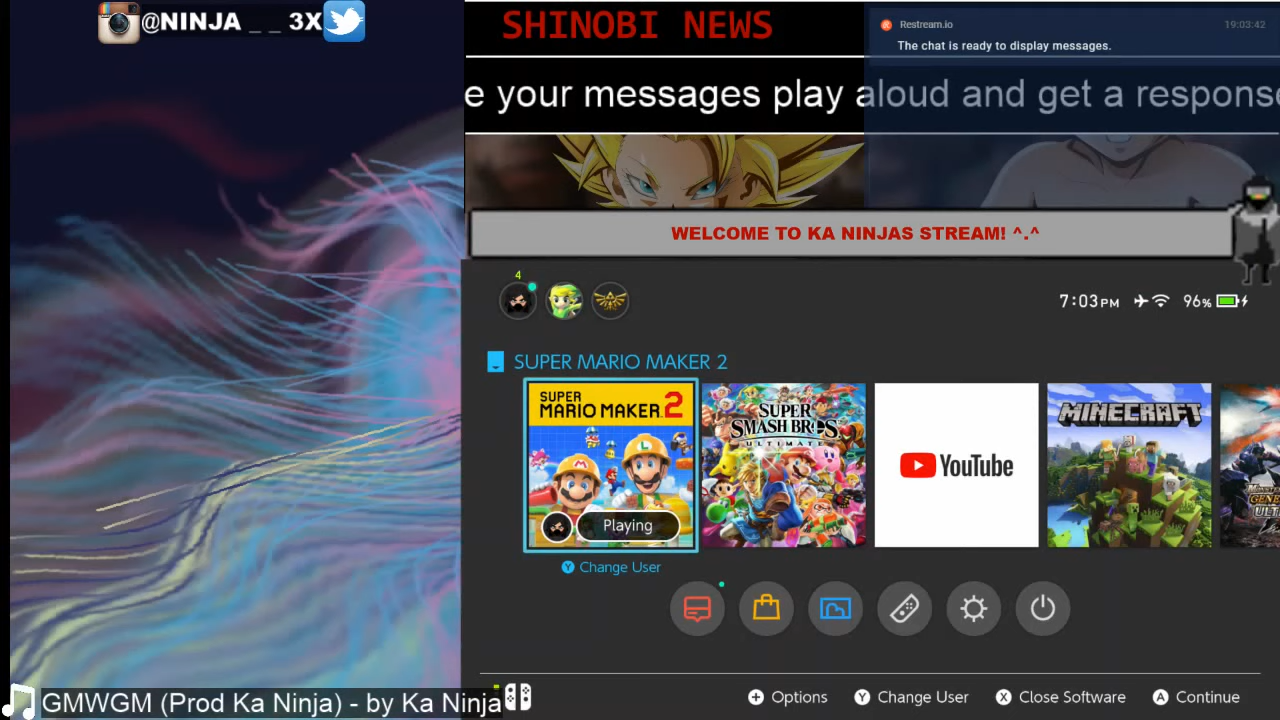 @NINJA _ _ 3X
SHINOBI NEWS
Restream.io
19:03:42
The chat is ready to display messages.
e your messages play aloud and get a response
WELCOME TO KA NINJAS STREAM! ^.^
4
7:03 PM
96%
SUPER MARIO MAKER 2
SUPER
MARIO MAKER 2
Playing
SUPER
SMASH BROS.
ULTIMATE
YouTube
MINECRAFT
Y Change User
GMWGM (Prod Ka Ninja) - by Ka Ninja
+ Options
Y Change User
X Close Software
A Continue